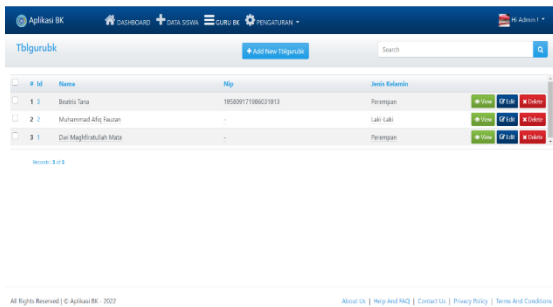 Aplikasi BK DASHBOARD DATA SISWA GURU BK PENGATURAN Hi Admin !
Tblgurubk + Add New Tblgurubk Search
# Id Nama Nip Jenis Kelamin
1 3 Beatris Tana 185809171986031013 Perempan View Edit Delete
2 2 Muhammad Afiq Fauzan - Laki-Laki View Edit Delete
3 1 Dwi Maghfiratullah Mata - Perempan View Edit Delete
Records: 3 of 3
All Rights Reserved | © Aplikasi BK - 2022 About Us | Help And FAQ | Contact Us | Privacy Policy | Terms And Conditions